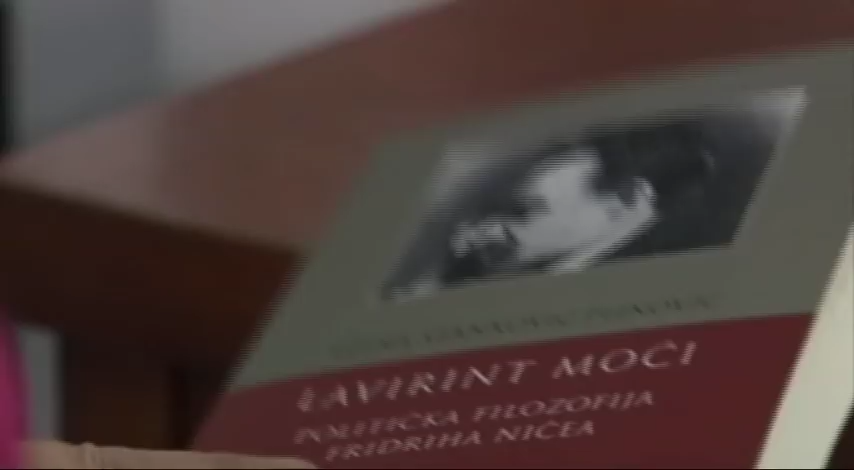 LAVIRINT MOĆI
POLITIČKA FILOZOFIJA
FRIDRIHA NIČEA